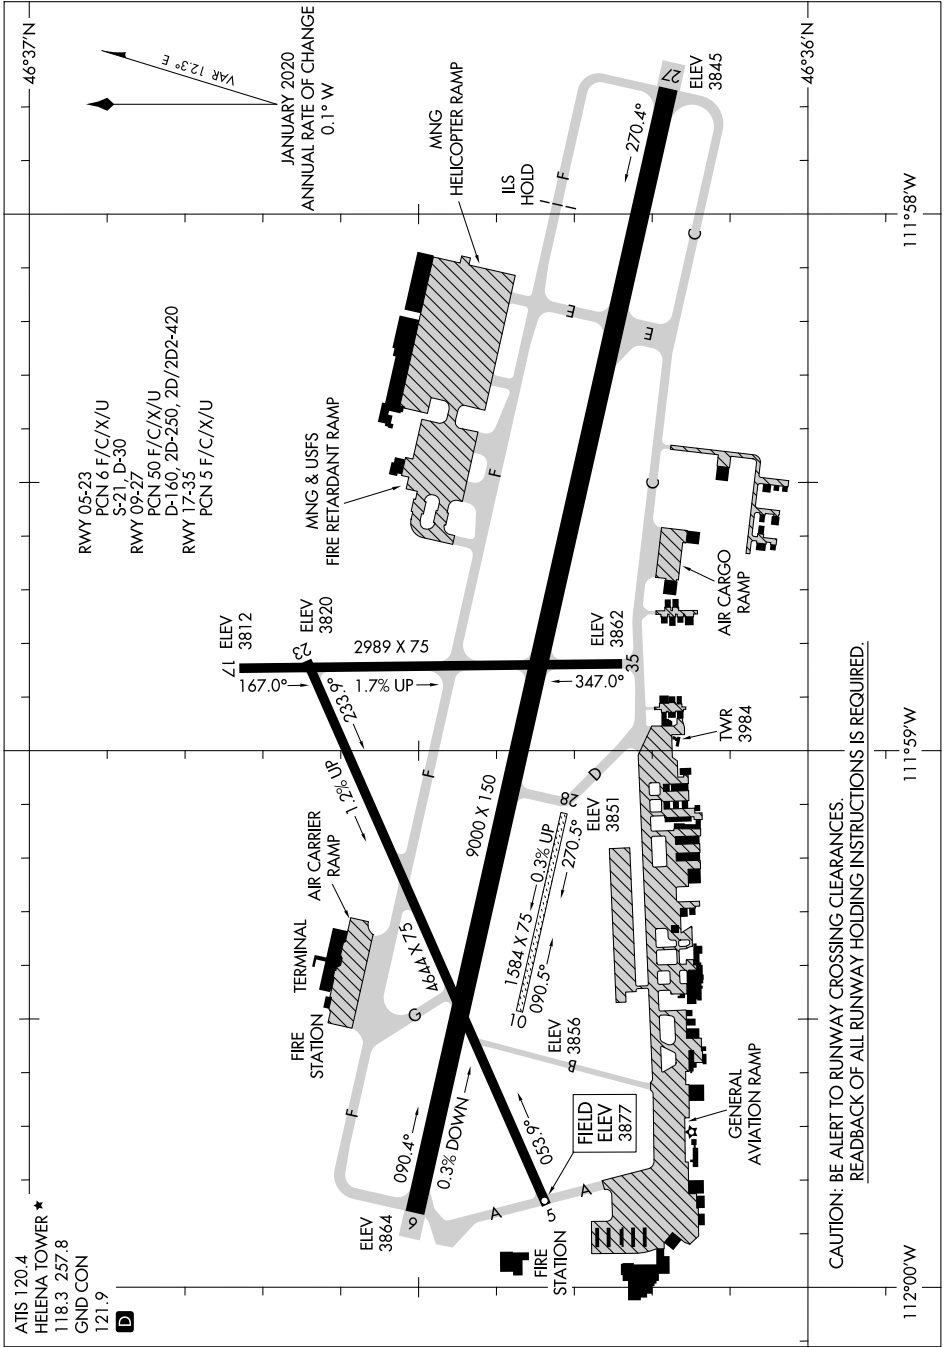 ATIS 120.4
HELENA TOWER ★
118.3 257.8
GND CON
121.9
D
RWY 05-23
PCN 6 F/C/X/U
S-21, D-30
RWY 09-27
PCN 50 F/C/X/U
D-160, 2D-250, 2D/2D2-420
RWY 17-35
PCN 5 F/C/X/U
JANUARY 2020
ANNUAL RATE OF CHANGE
0.1° W
VAR 12.3° E
46°37'N
46°36'N
112°00'W
111°59'W
111°58'W
FIRE
STATION
TERMINAL
AIR CARRIER
RAMP
ELEV
3812
17
167.0°
23
ELEV
3820
233.9°
1.2% UP
2989 X 75
1.7% UP
347.0°
35
ELEV
3862
MNG & USFS
FIRE RETARDANT RAMP
MNG
HELICOPTER RAMP
ILS
HOLD
F
F
F
F
E
E
C
C
27
ELEV
3845
270.4°
9000 X 150
4644 X 75
G
ELEV
3864
9
090.4°
0.3% DOWN
A
A
5
053.9°
FIELD
ELEV
3877
FIRE
STATION
B
ELEV
3856
10
090.5°
1584 X 75
0.3% UP
270.5°
28
ELEV
3851
D
TWR
3984
AIR CARGO
RAMP
GENERAL
AVIATION RAMP
CAUTION: BE ALERT TO RUNWAY CROSSING CLEARANCES.
READBACK OF ALL RUNWAY HOLDING INSTRUCTIONS IS REQUIRED.